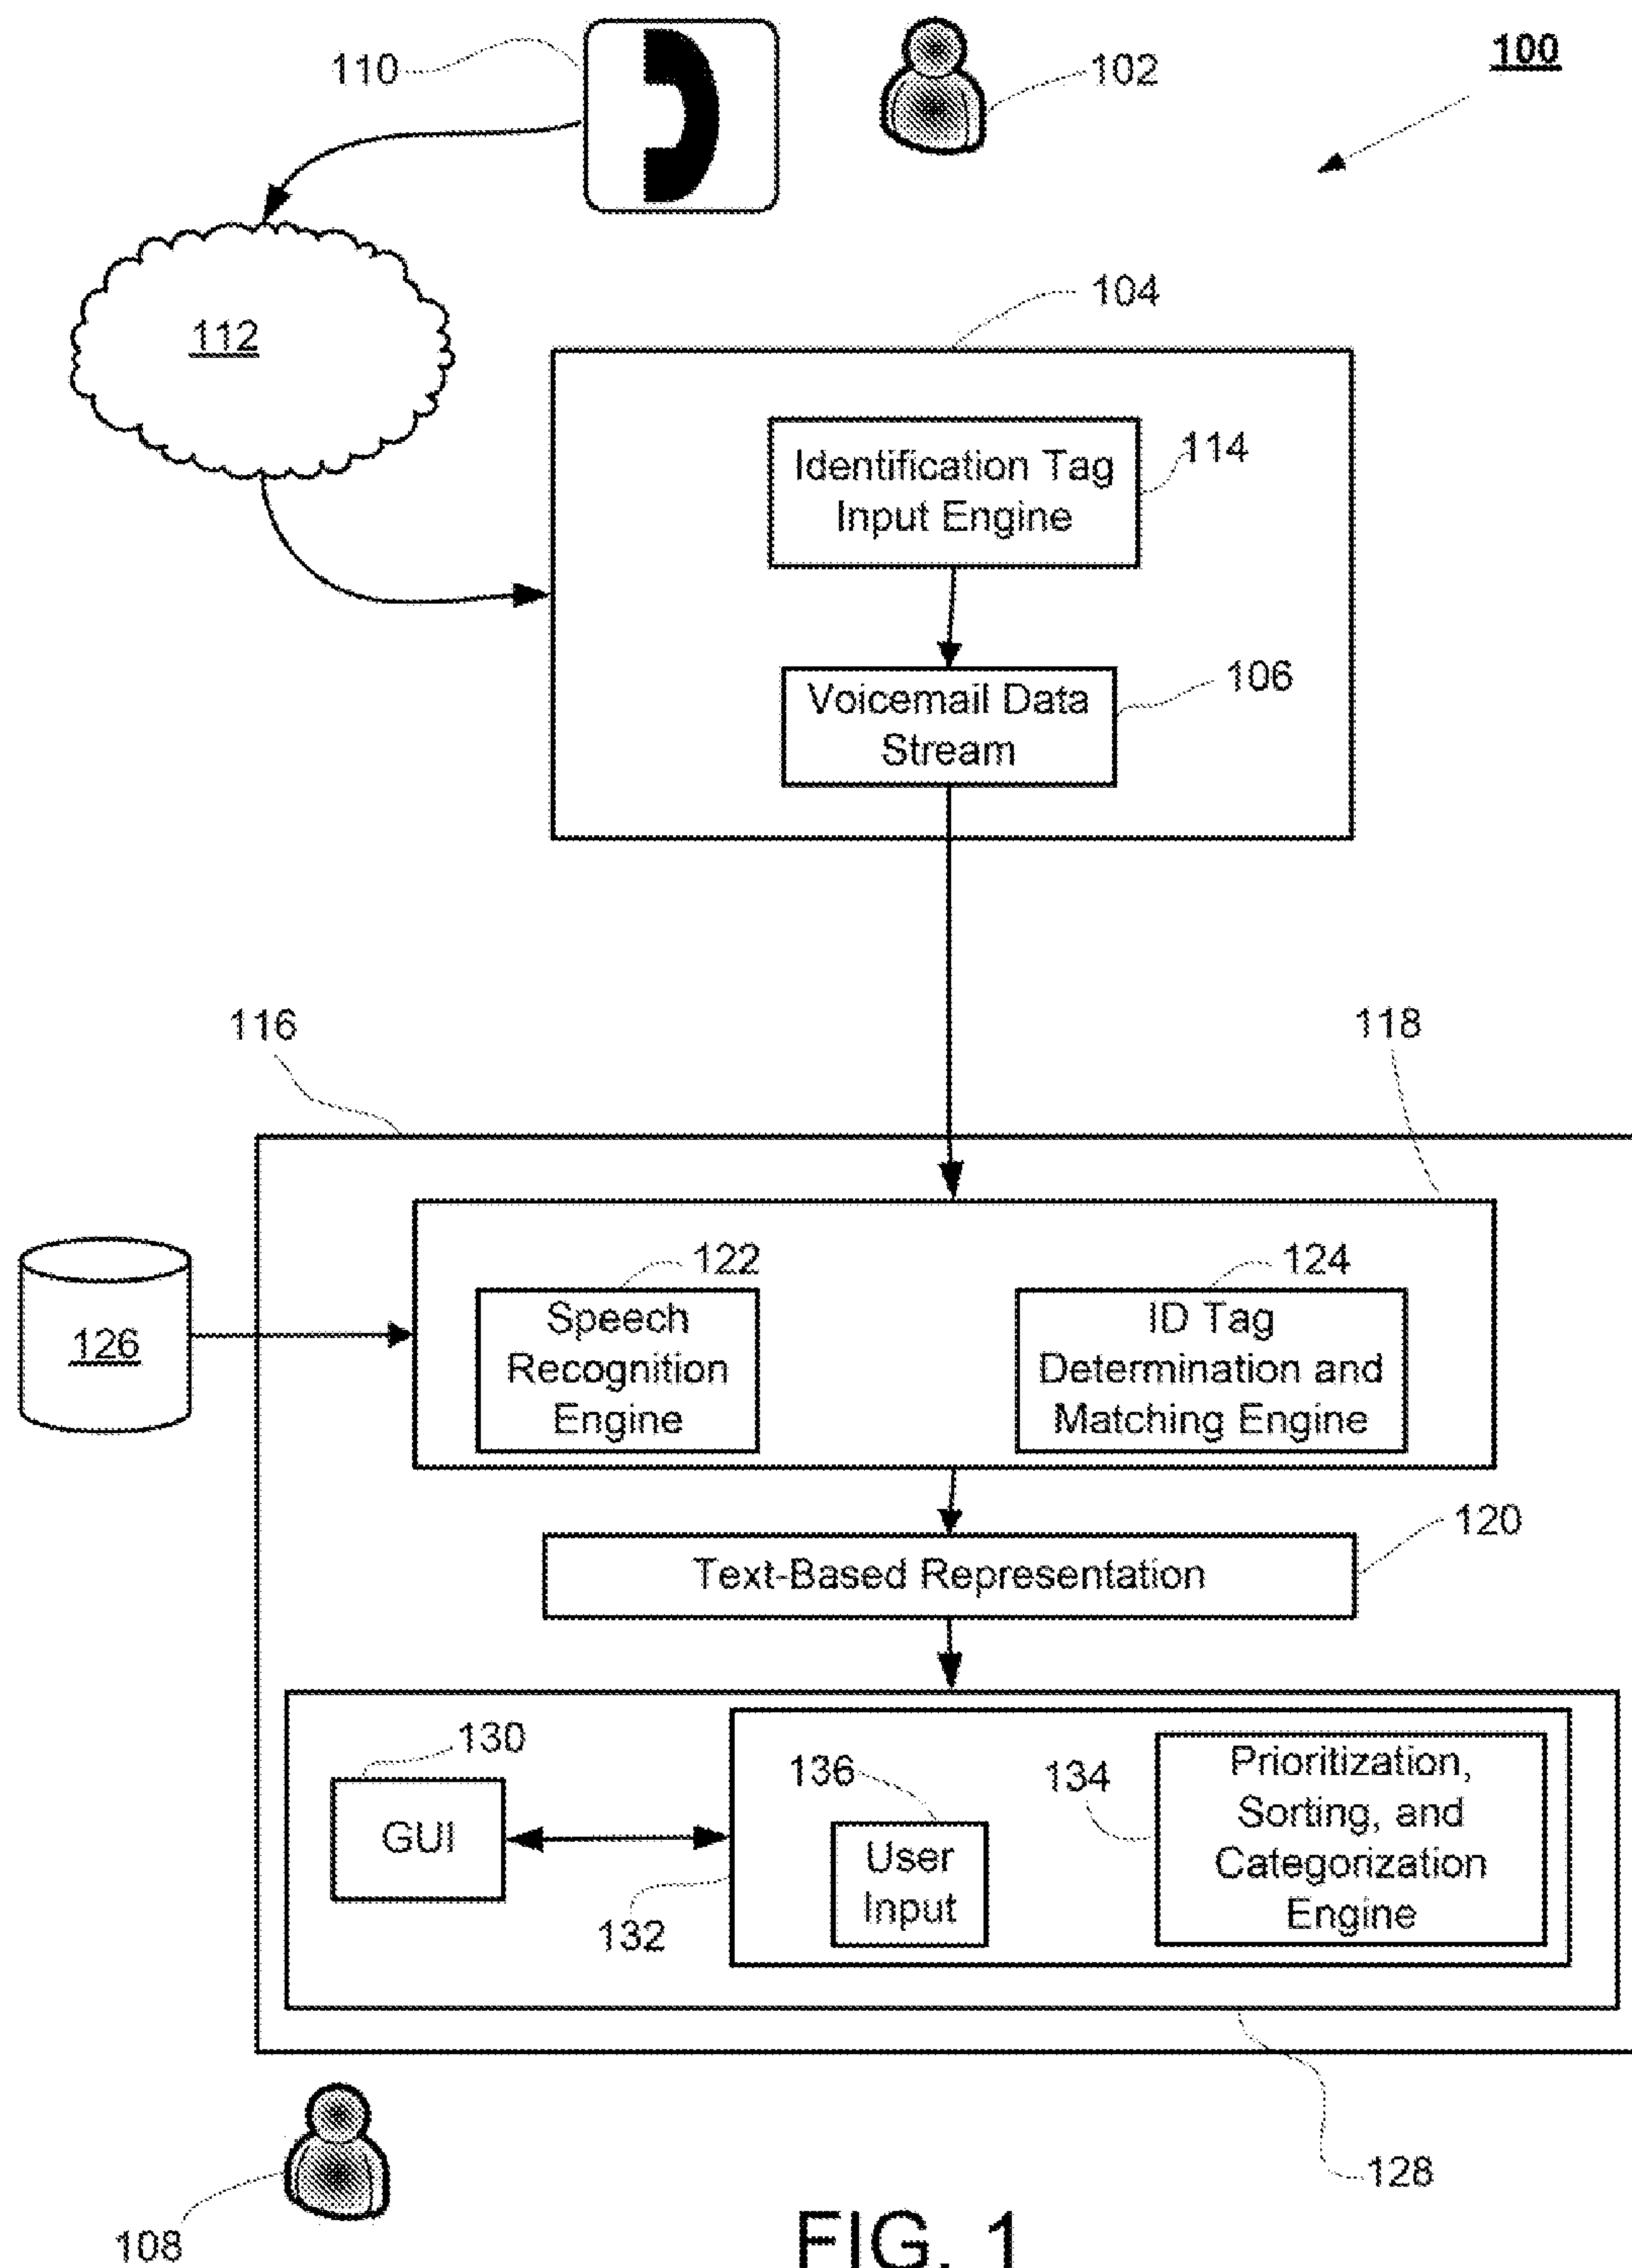 100
110
102
112
104
Identification Tag
Input Engine
114
Voicemail Data
Stream
106
116
118
126
122
Speech
Recognition
Engine
124
ID Tag
Determination and
Matching Engine
120
Text-Based Representation
130
GUI
132
136
User
Input
134
Prioritization,
Sorting, and
Categorization
Engine
128
108
FIG. 1